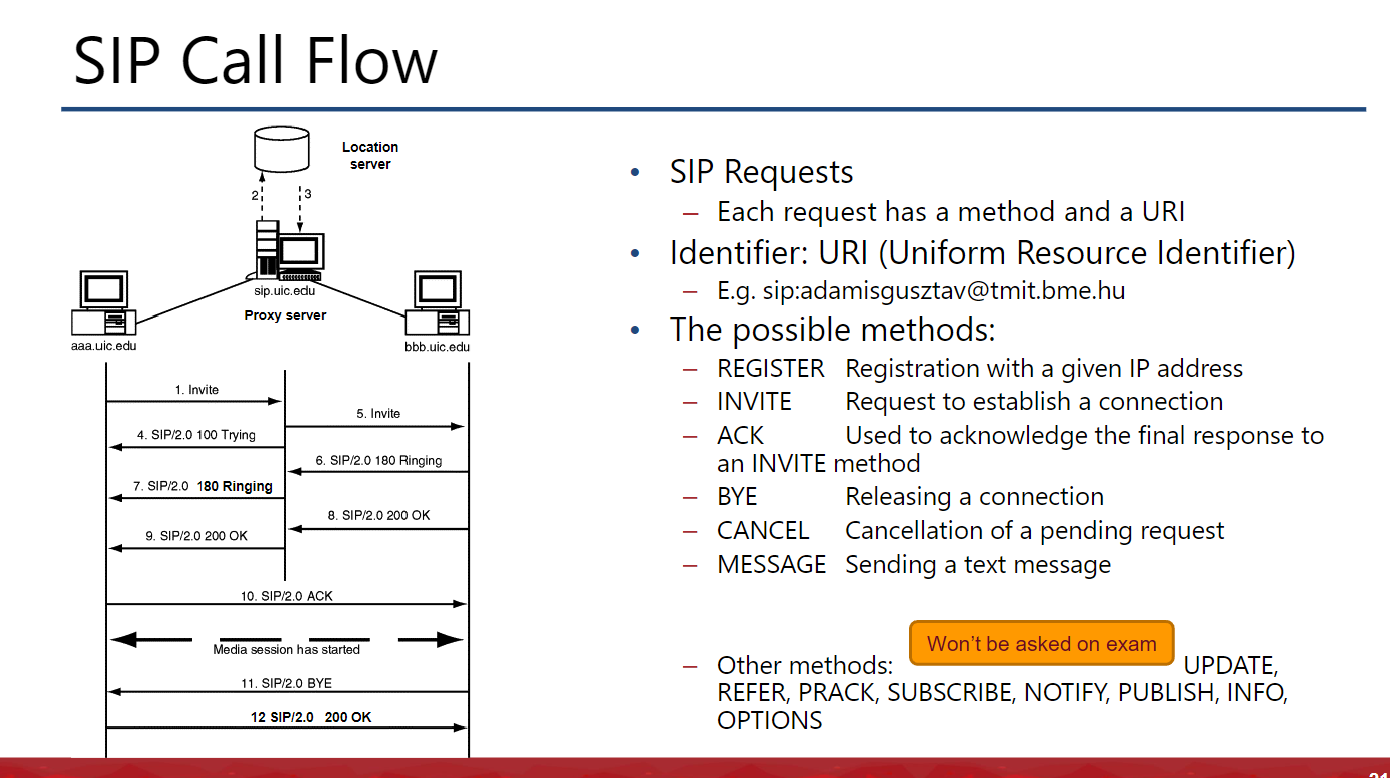 SIP Call Flow
Location
server
2
3
sip.uic.edu
Proxy server
aaa.uic.edu
bbb.uic.edu
1. Invite
5. Invite
4. SIP/2.0 100 Trying
6. SIP/2.0 180 Ringing
7. SIP/2.0 180 Ringing
8. SIP/2.0 200 OK
9. SIP/2.0 200 OK
10. SIP/2.0 ACK
Media session has started
11. SIP/2.0 BYE
12 SIP/2.0 200 OK
• SIP Requests
– Each request has a method and a URI
• Identifier: URI (Uniform Resource Identifier)
– E.g. sip:adamisgusztav@tmit.bme.hu
• The possible methods:
– REGISTER Registration with a given IP address
– INVITE Request to establish a connection
– ACK Used to acknowledge the final response to
an INVITE method
– BYE Releasing a connection
– CANCEL Cancellation of a pending request
– MESSAGE Sending a text message
Won't be asked on exam
– Other methods: UPDATE,
REFER, PRACK, SUBSCRIBE, NOTIFY, PUBLISH, INFO,
OPTIONS